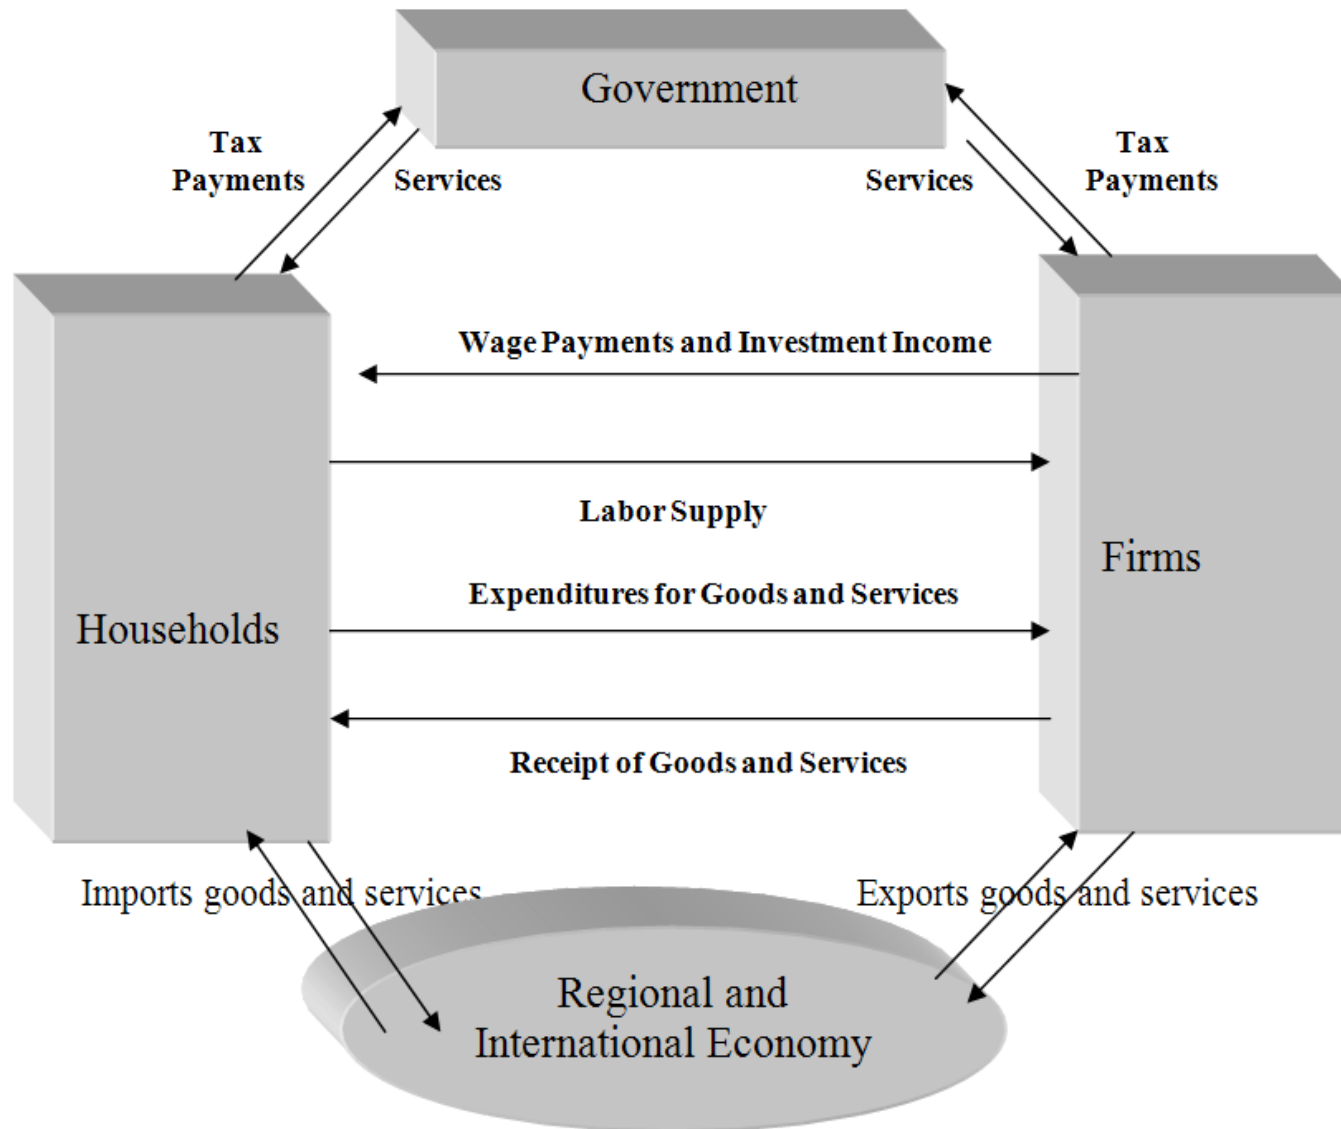 Government
Tax
Payments
Services
Services
Tax
Payments
Wage Payments and Investment Income
Labor Supply
Firms
Expenditures for Goods and Services
Households
Receipt of Goods and Services
Imports goods and services
Exports goods and services
Regional and
International Economy